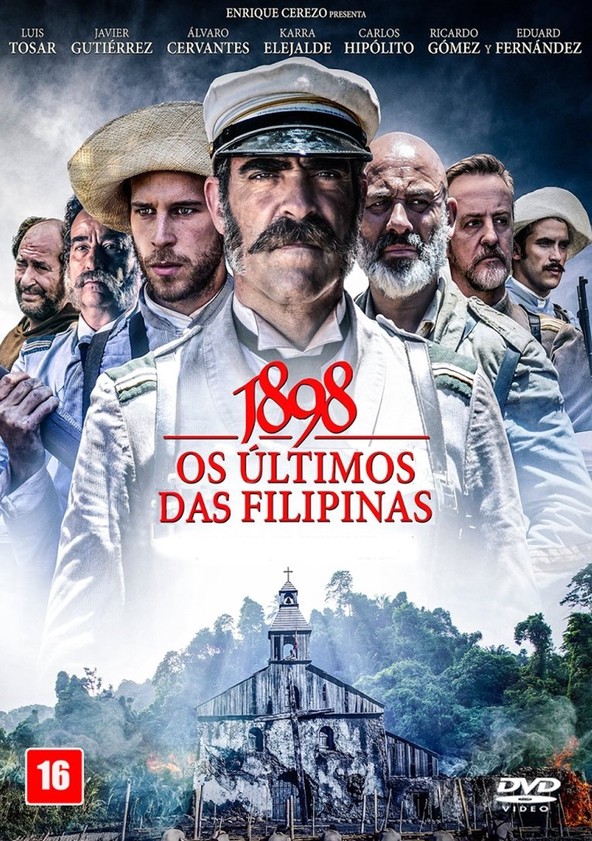 ENRIQUE CEREZO PRESENTA
LUIS TOSAR
JAVIER GUTIÉRREZ
ÁLVARO CERVANTES
KARRA ELEJALDE
CARLOS HIPÓLITO
RICARDO GÓMEZ Y
EDUARD FERNÁNDEZ
1898
OS ÚLTIMOS
DAS FILIPINAS
16
DVD
VIDEO